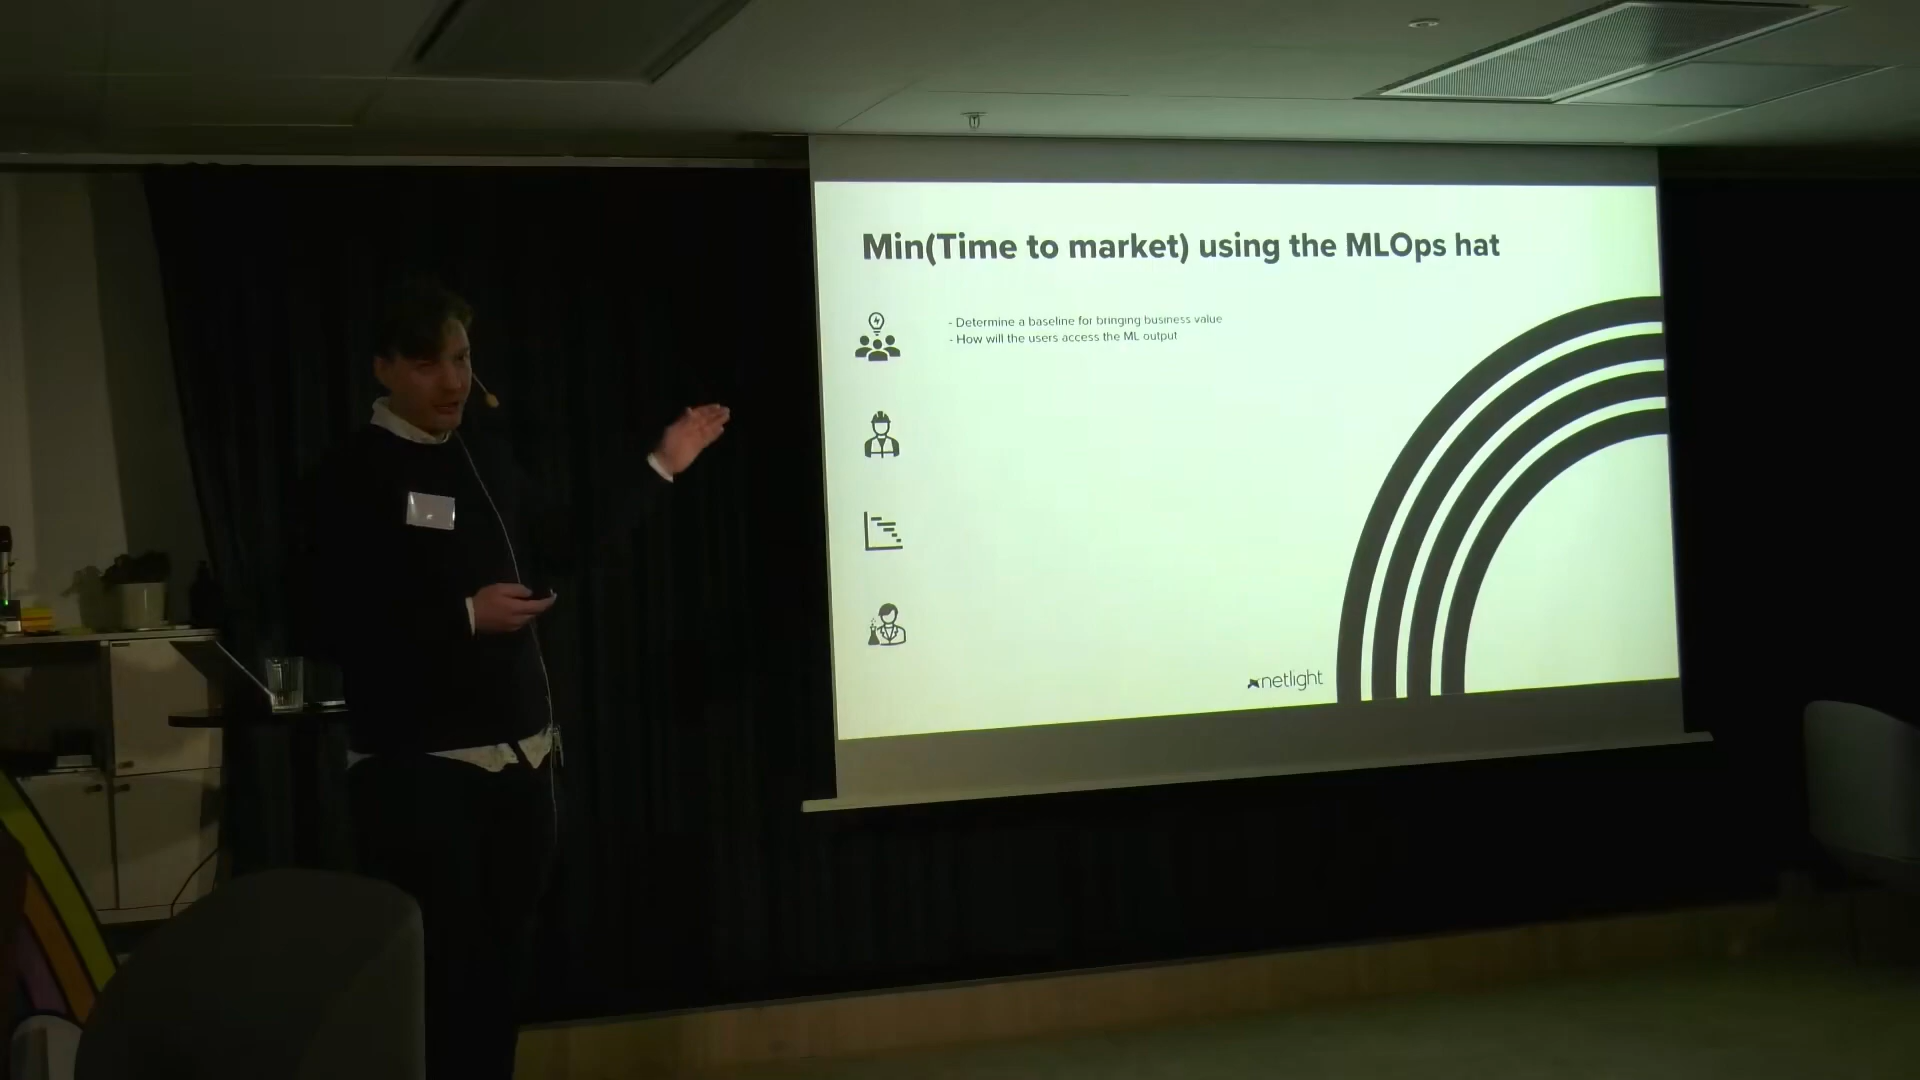 Min(Time to market) using the MLOps hat
- Determine a baseline for bringing business value
- How will the users access the ML output
netlight